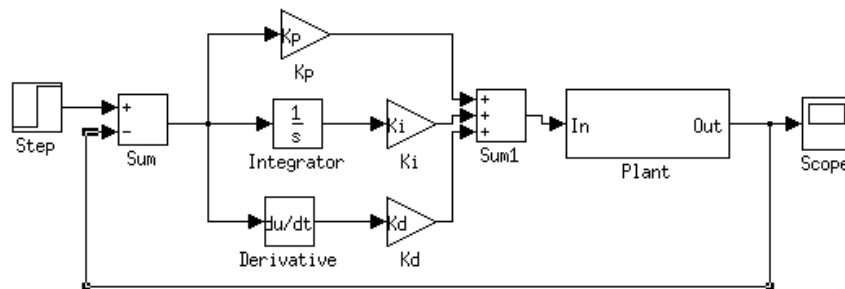 Kp
Kp
Step
+
−
Sum
1
s
Integrator
Ki
Ki
du/dt
Derivative
Kd
Kd
+
+
+
Sum1
In
Out
Plant
Scope